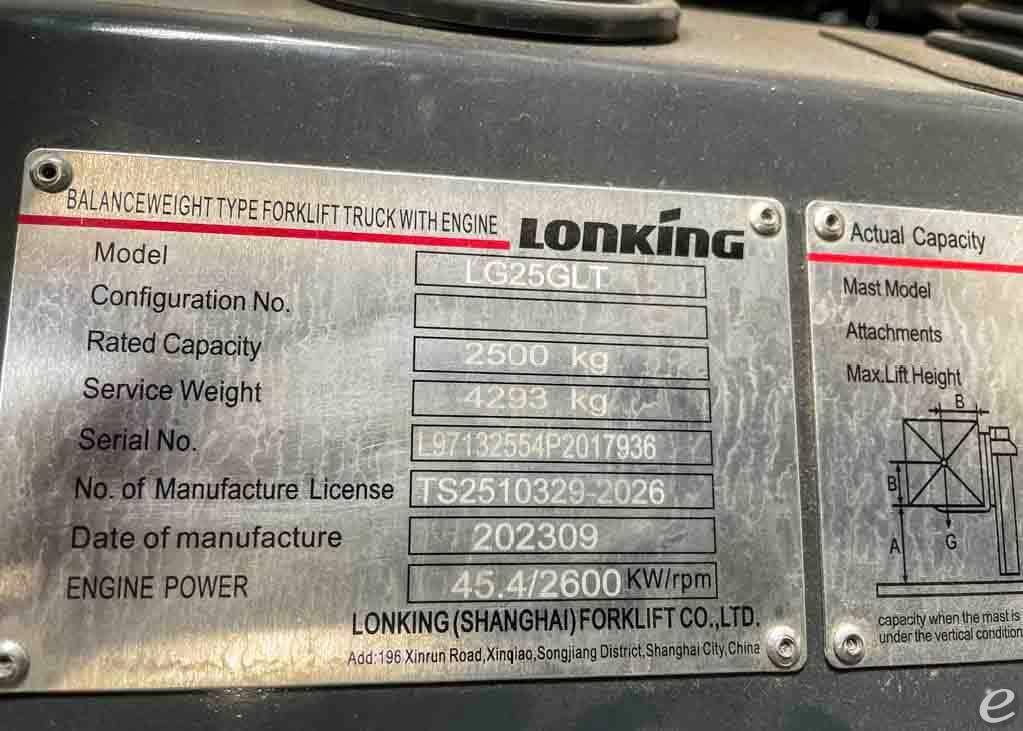 BALANCEWEIGHT TYPE FORKLIFT TRUCK WITH ENGINE LONKING
Model LG25GLT
Configuration No.
Rated Capacity 2500 kg
Service Weight 4293 kg
Serial No. L97132554P2017936
No. of Manufacture License TS2510329-2026
Date of manufacture 202309
ENGINE POWER 45.4/2600 KW/rpm
LONKING (SHANGHAI) FORKLIFT CO.,LTD.
Add:196 Xinrun Road,Xinqiao,Songjiang District,Shanghai City,China
Actual Capacity
Mast Model
Attachments
Max.Lift Height
B
B
A
G
capacity when the mast is
under the vertical condition
e